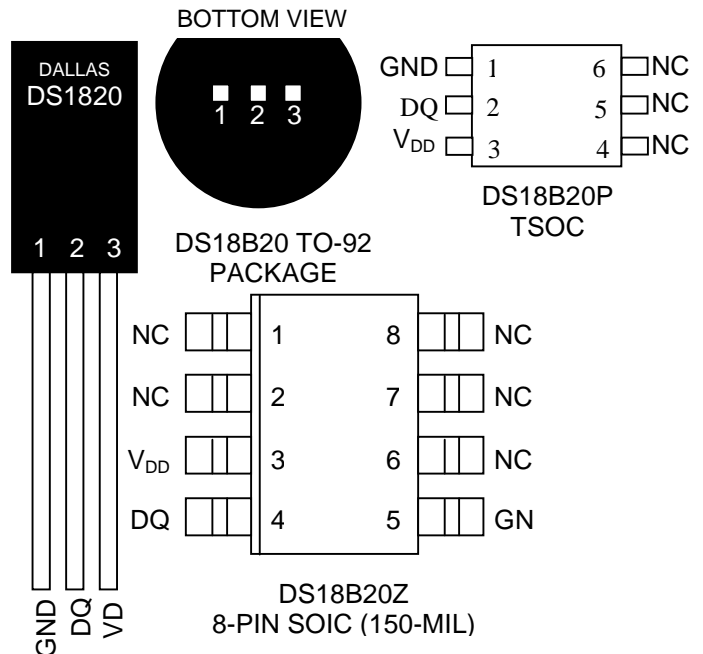 BOTTOM VIEW
DALLAS
DS1820
1 2 3
GND DQ VD
1 2 3
DS18B20 TO-92
PACKAGE
GND 1 6 NC
DQ 2 5 NC
VDD 3 4 NC
DS18B20P
TSOC
NC 1 8 NC
NC 2 7 NC
VDD 3 6 NC
DQ 4 5 GN
DS18B20Z
8-PIN SOIC (150-MIL)